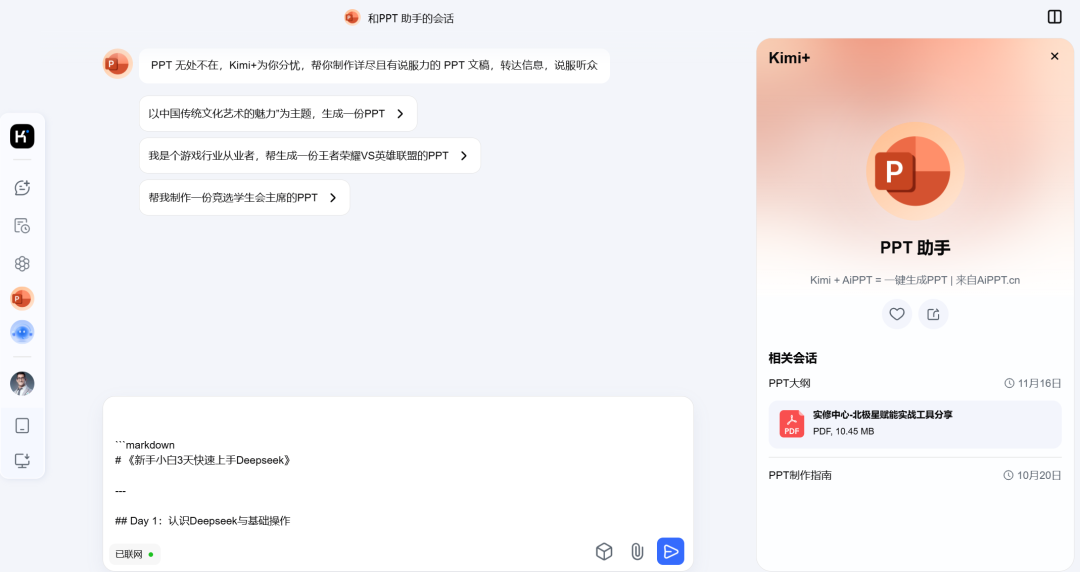 和PPT 助手的会话
PPT 无处不在，Kimi+为你分忧，帮你制作详尽且有说服力的 PPT 文稿，转达信息，说服听众
以中国传统文化艺术的魅力”为主题，生成一份PPT
我是个游戏行业从业者，帮生成一份王者荣耀VS英雄联盟的PPT
帮我制作一份竞选学生会主席的PPT
```markdown
# 《新手小白3天快速上手Deepseek》
---
## Day 1：认识Deepseek与基础操作
已联网
Kimi+
P
PPT 助手
Kimi + AiPPT = 一键生成PPT | 来自AiPPT.cn
相关会话
PPT大纲 11月16日
实修中心-北极星赋能实战工具分享
PDF
PDF, 10.45 MB
PPT制作指南 10月20日